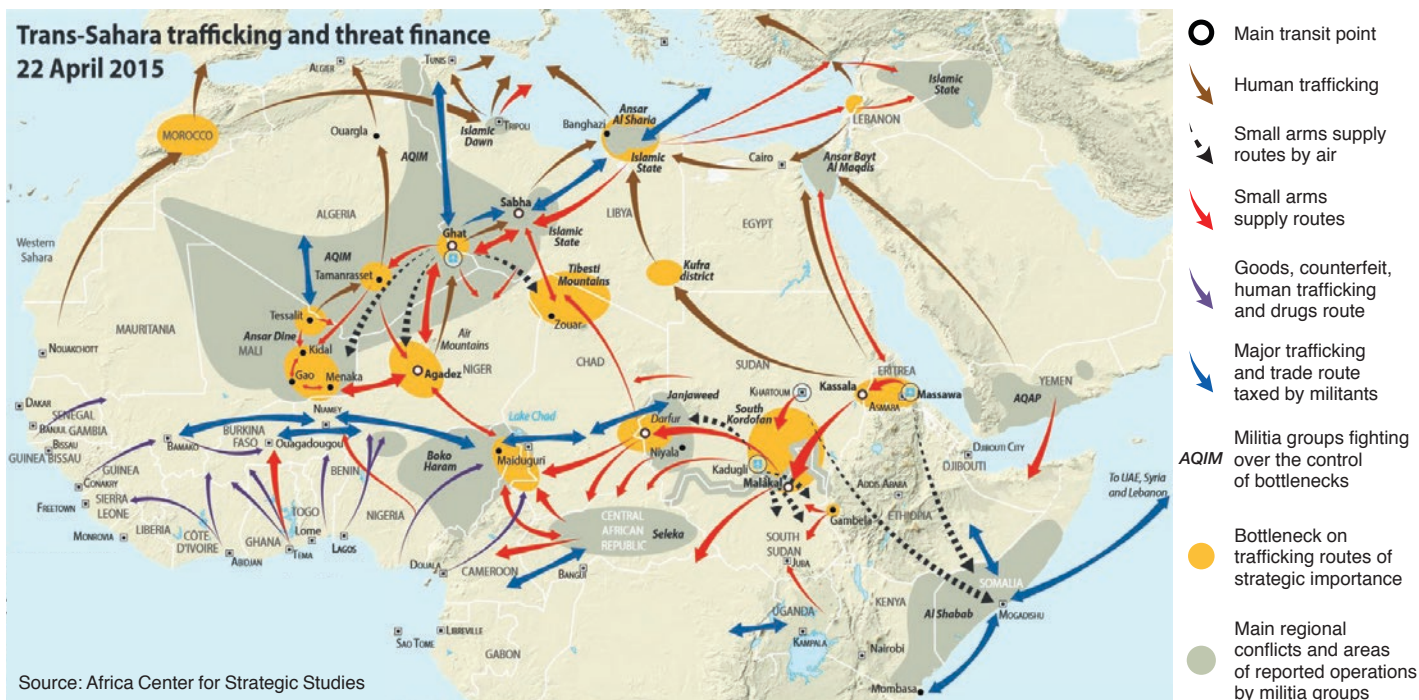 Trans-Sahara trafficking and threat finance
22 April 2015
ALGIER
TUNIS
MOROCCO
Ouargla
Islamic
Dawn
TRIPOLI
Banghazi
Ansar
Al Sharia
Islamic
State
LEBANON
Islamic
State
Cairo
Ansar Bayt
Al Maqdis
AQIM
ALGERIA
Sabha
LIBYA
EGYPT
Western
Sahara
Ghat
Islamic
State
AQIM
Tamanrasset
Tibesti
Mountains
Kufra
district
Tessalit
Zouar
MAURITANIA
Ansar Dine
MALI
Kidal
Air
Mountains
NOUAKCHOTT
Gao
Menaka
Agadez
NIGER
CHAD
SUDAN
ERITREA
YEMEN
KHARTOUM
Kassala
Massawa
ASMARA
AQAP
DAKAR
SENEGAL
BANJUL
GAMBIA
BISSAU
GUINEA BISSAU
NIAMEY
Lake Chad
Janjaweed
South
Kordofan
Darfur
BAMAKO
BURKINA
FASO
Ouagadougou
Boko
Haram
Maiduguri
Niyala
Kadugli
Malakal
DJIBOUTI CITY
DJIBOUTI
GUINEA
CONAKRY
BENIN
ADDIS ABABA
To UAE, Syria
and Lebanon
FREETOWN
SIERRA
LEONE
TOGO
NIGERIA
CENTRAL
AFRICAN
REPUBLIC
Seleka
Gambela
ETHIOPIA
MONROVIA
LIBERIA
CÔTE
D'IVOIRE
GHANA
Lome
TEMA
LAGOS
ABIDJAN
DOUALA
CAMEROON
BANGUI
SOUTH
SUDAN
JUBA
SOMALIA
MOGADISHU
UGANDA
KENYA
Al Shabab
SAO TOME
LIBREVILLE
KAMPALA
GABON
Nairobi
Mombasa
Source: Africa Center for Strategic Studies
Main transit point
Human trafficking
Small arms supply
routes by air
Small arms
supply routes
Goods, counterfeit,
human trafficking
and drugs route
Major trafficking
and trade route
taxed by militants
AQIM
Militia groups fighting
over the control
of bottlenecks
Bottleneck on
trafficking routes of
strategic importance
Main regional
conflicts and areas
of reported operations
by militia groups